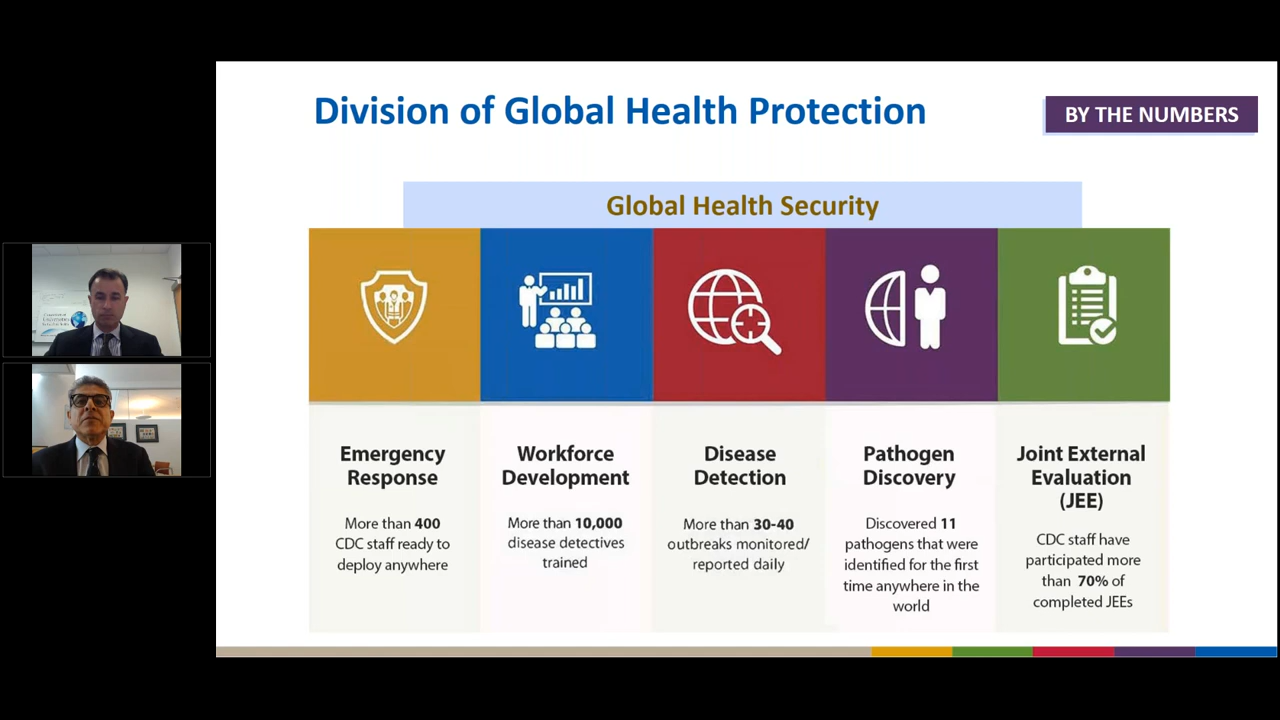 Division of Global Health Protection
BY THE NUMBERS
Global Health Security
Emergency
Response
More than 400
CDC staff ready to
deploy anywhere
Workforce
Development
More than 10,000
disease detectives
trained
Disease
Detection
More than 30-40
outbreaks monitored/
reported daily
Pathogen
Discovery
Discovered 11
pathogens that were
identified for the first
time anywhere in the
world
Joint External
Evaluation
(JEE)
CDC staff have
participated more
than 70% of
completed JEEs